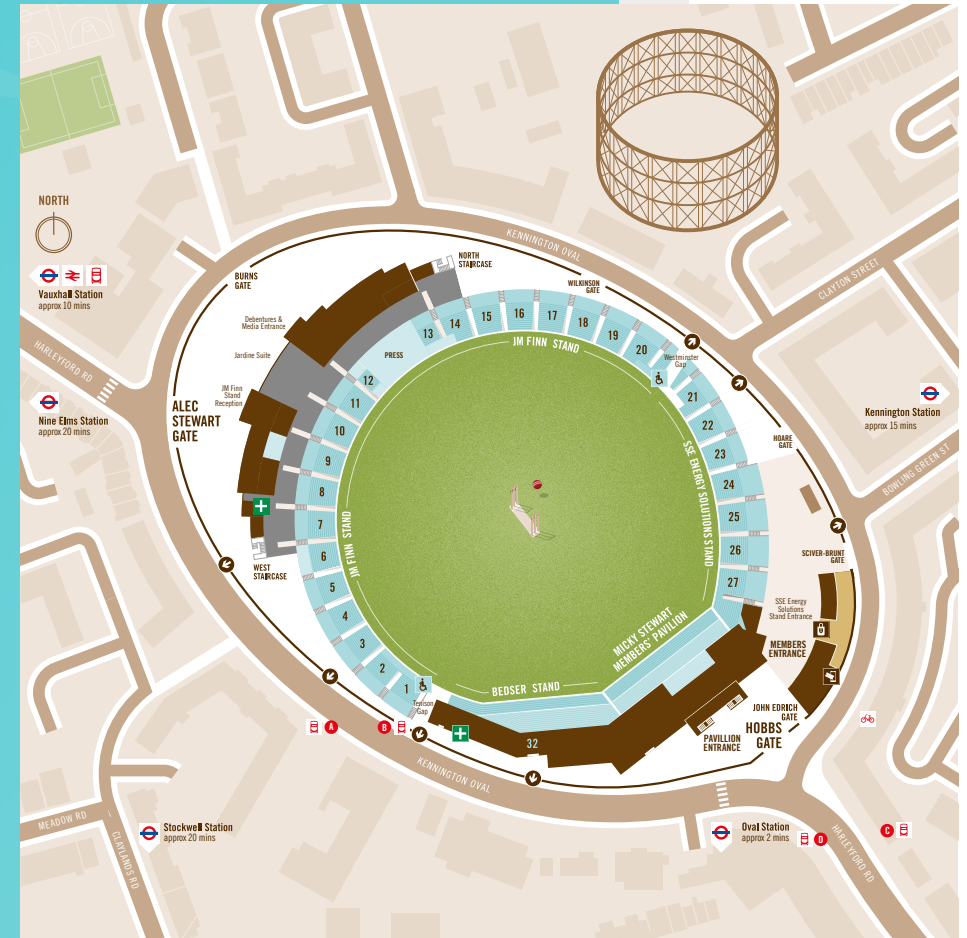 NORTH
Vauxhall Station
approx 10 mins
HARLEYFORD RD
Nine Elms Station
approx 20 mins
KENNINGTON OVAL
BURNS
GATE
NORTH
STAIRCASE
WILKINSON
GATE
CLAYTON STREET
Debentures &
Media Entrance
Jardine Suite
JM Finn
Stand
Reception
ALEC
STEWART
GATE
PRESS
JM FINN STAND
13
14
15
16
17
18
19
20
Westminster
Gap
21
22
23
24
25
26
27
12
11
10
9
8
7
6
5
4
3
2
1
JM FINN STAND
SSE ENERGY SOLUTIONS STAND
Kennington Station
approx 15 mins
HOARE
GATE
BOWLING GREEN ST
WEST
STAIRCASE
SCIVER-BRUNT
GATE
SSE Energy
Solutions
Stand Entrance
MEMBERS
ENTRANCE
MICKY STEWART
MEMBERS' PAVILION
BEDSER STAND
Tenison
Gap
32
JOHN EDRICH
GATE
HOBBS
GATE
PAVILLION
ENTRANCE
A
B
KENNINGTON OVAL
MEADOW RD
CLAYLANDS RD
Stockwell Station
approx 20 mins
Oval Station
approx 2 mins
D
C
HARLEYFORD RD